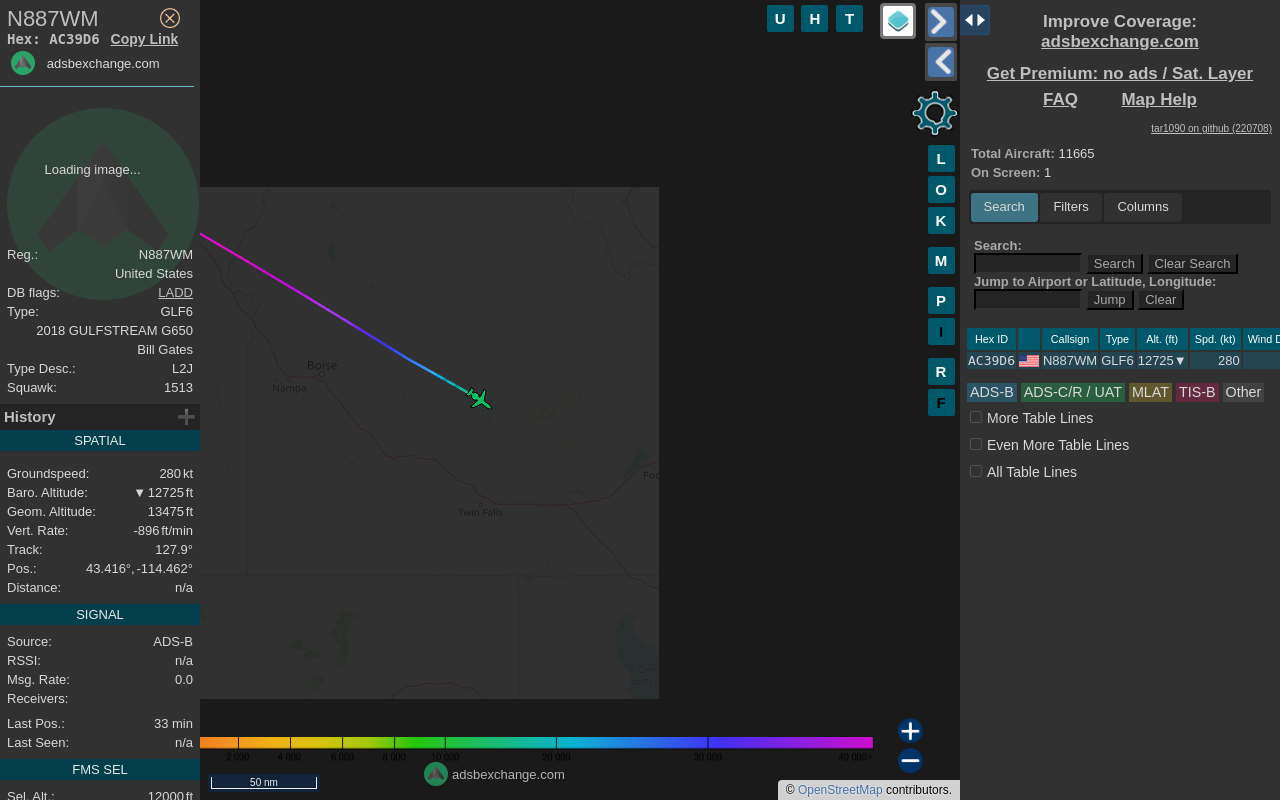 N887WM
Hex: AC39D6 Copy Link
adsbexchange.com
Loading image...
Reg.: N887WM
United States
DB flags: LADD
Type: GLF6
2018 GULFSTREAM G650
Bill Gates
Type Desc.: L2J
Squawk: 1513
History
SPATIAL
Groundspeed: 280 kt
Baro. Altitude: ▼ 12725 ft
Geom. Altitude: 13475 ft
Vert. Rate: -896 ft/min
Track: 127.9°
Pos.: 43.416°, -114.462°
Distance: n/a
SIGNAL
Source: ADS-B
RSSI: n/a
Msg. Rate: 0.0
Receivers:
Last Pos.: 33 min
Last Seen: n/a
FMS SEL
Sel. Alt.: 12000 ft
U H T
L
O
K
M
P
I
R
F
Boise
Nampa
Twin Falls
2 000 4 000 6 000 8 000 10 000 20 000 30 000 40 000+
50 nm
adsbexchange.com
© OpenStreetMap contributors.
Improve Coverage:
adsbexchange.com
Get Premium: no ads / Sat. Layer
FAQ Map Help
tar1090 on github (220708)
Total Aircraft: 11665
On Screen: 1
Search Filters Columns
Search:
Search Clear Search
Jump to Airport or Latitude, Longitude:
Jump Clear
Hex ID Callsign Type Alt. (ft) Spd. (kt) Wind D
AC39D6 N887WM GLF6 12725▼ 280
ADS-B ADS-C/R / UAT MLAT TIS-B Other
More Table Lines
Even More Table Lines
All Table Lines